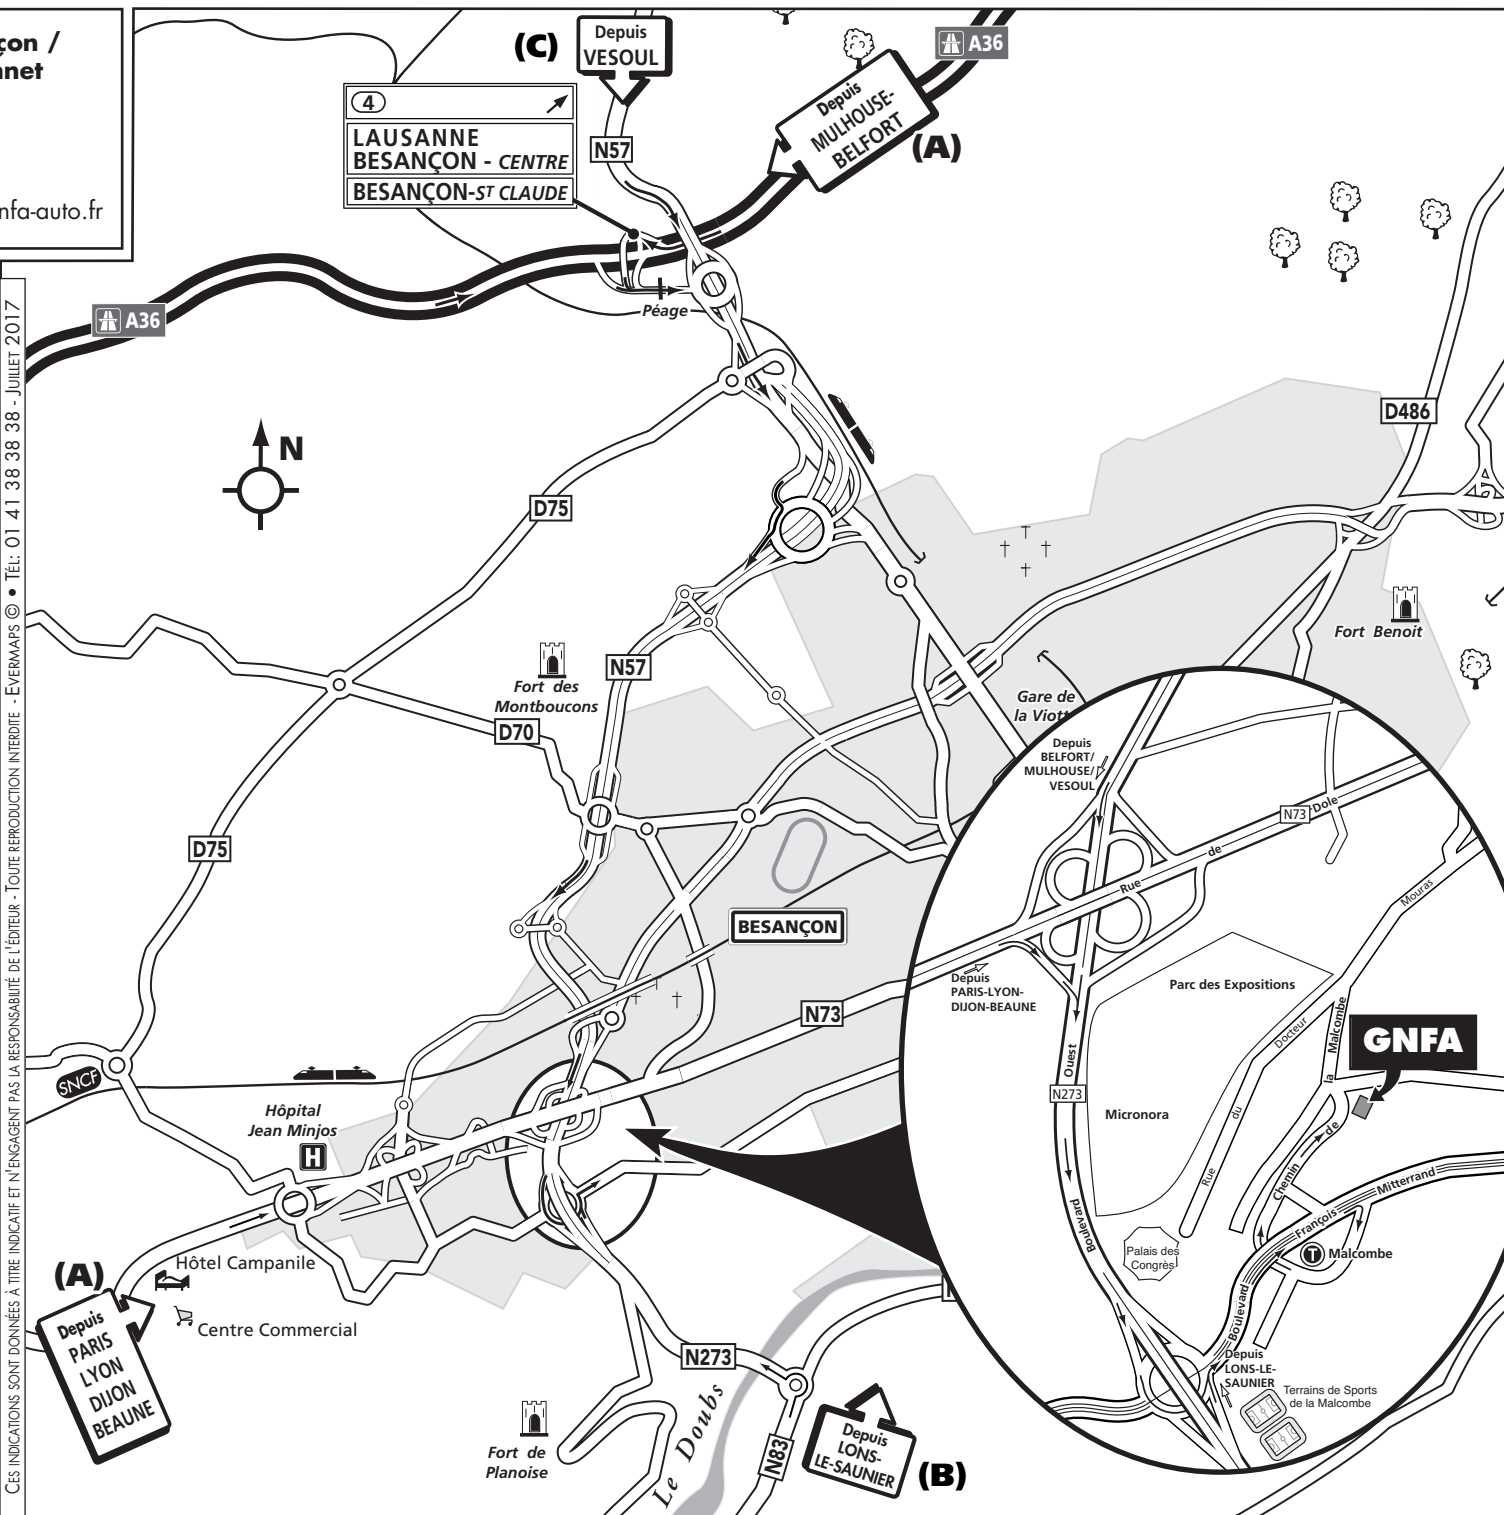 (C)
Depuis
VESOUL
A36
4
LAUSANNE
BESANÇON - CENTRE
BESANÇON-ST CLAUDE
N57
Depuis
MULHOUSE-
BELFORT
(A)
nfa-auto.fr
A36
Péage
N
D75
D486
Fort Benoit
Fort des
Montboucons
N57
D70
Gare de
D75
BESANÇON
N73
SNCF
Hôpital
Jean Minjos
H
(A)
Hôtel Campanile
Centre Commercial
Depuis
PARIS
LYON
DIJON
BEAUNE
N273
Fort de
Planoise
Le Doubs
N83
Depuis
LONS-
LE-SAUNIER
(B)
Depuis
BELFORT/
MULHOUSE/
VESOUL
N73
Rue de Dole
Mouras
Depuis
PARIS-LYON-
DIJON-BEAUNE
Parc des Expositions
Rue du Docteur
Chemin de la Malcombe
GNFA
N273
Boulevard Ouest
Micronora
Palais des
Congrès
Boulevard François Mitterrand
T Malcombe
Depuis
LONS-LE-
SAUNIER
Terrains de Sports
de la Malcombe
CES INDICATIONS SONT DONNÉES À TITRE INDICATIF ET N'ENGAGENT PAS LA RESPONSABILITÉ DE L'ÉDITEUR - TOUTE REPRODUCTION INTERDITE - EVERMAPS © • TÉL: 01 41 38 38 38 - JUILLET 2017